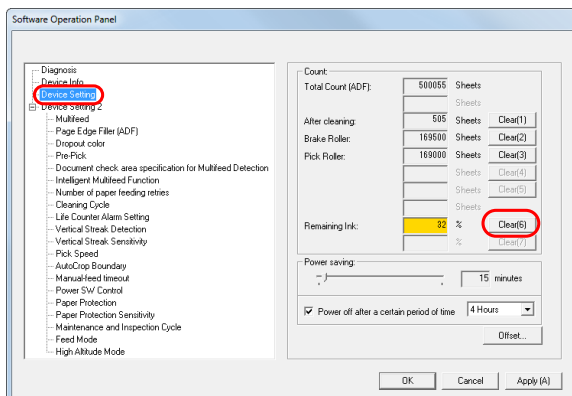 Software Operation Panel
Diagnosis
Device Info
Device Setting
Device Setting 2
Multifeed
Page Edge Filler (ADF)
Dropout color
Pre-Pick
Document check area specification for Multifeed Detection
Intelligent Multifeed Function
Number of paper feeding retries
Cleaning Cycle
Life Counter Alarm Setting
Vertical Streak Detection
Vertical Streak Sensitivity
Pick Speed
AutoCrop Boundary
Manual-feed timeout
Power SW Control
Paper Protection
Paper Protection Sensitivity
Maintenance and Inspection Cycle
Feed Mode
High Altitude Mode
Count:
Total Count (ADF): 500055 Sheets
Sheets
After cleaning: 505 Sheets Clear(1)
Brake Roller: 169500 Sheets Clear(2)
Pick Roller: 169000 Sheets Clear(3)
Sheets Clear(4)
Sheets Clear(5)
Sheets
Remaining Ink: 32 % Clear(6)
% Clear(7)
Power saving:
15 minutes
Power off after a certain period of time 4 Hours
Offset...
OK Cancel Apply (A)